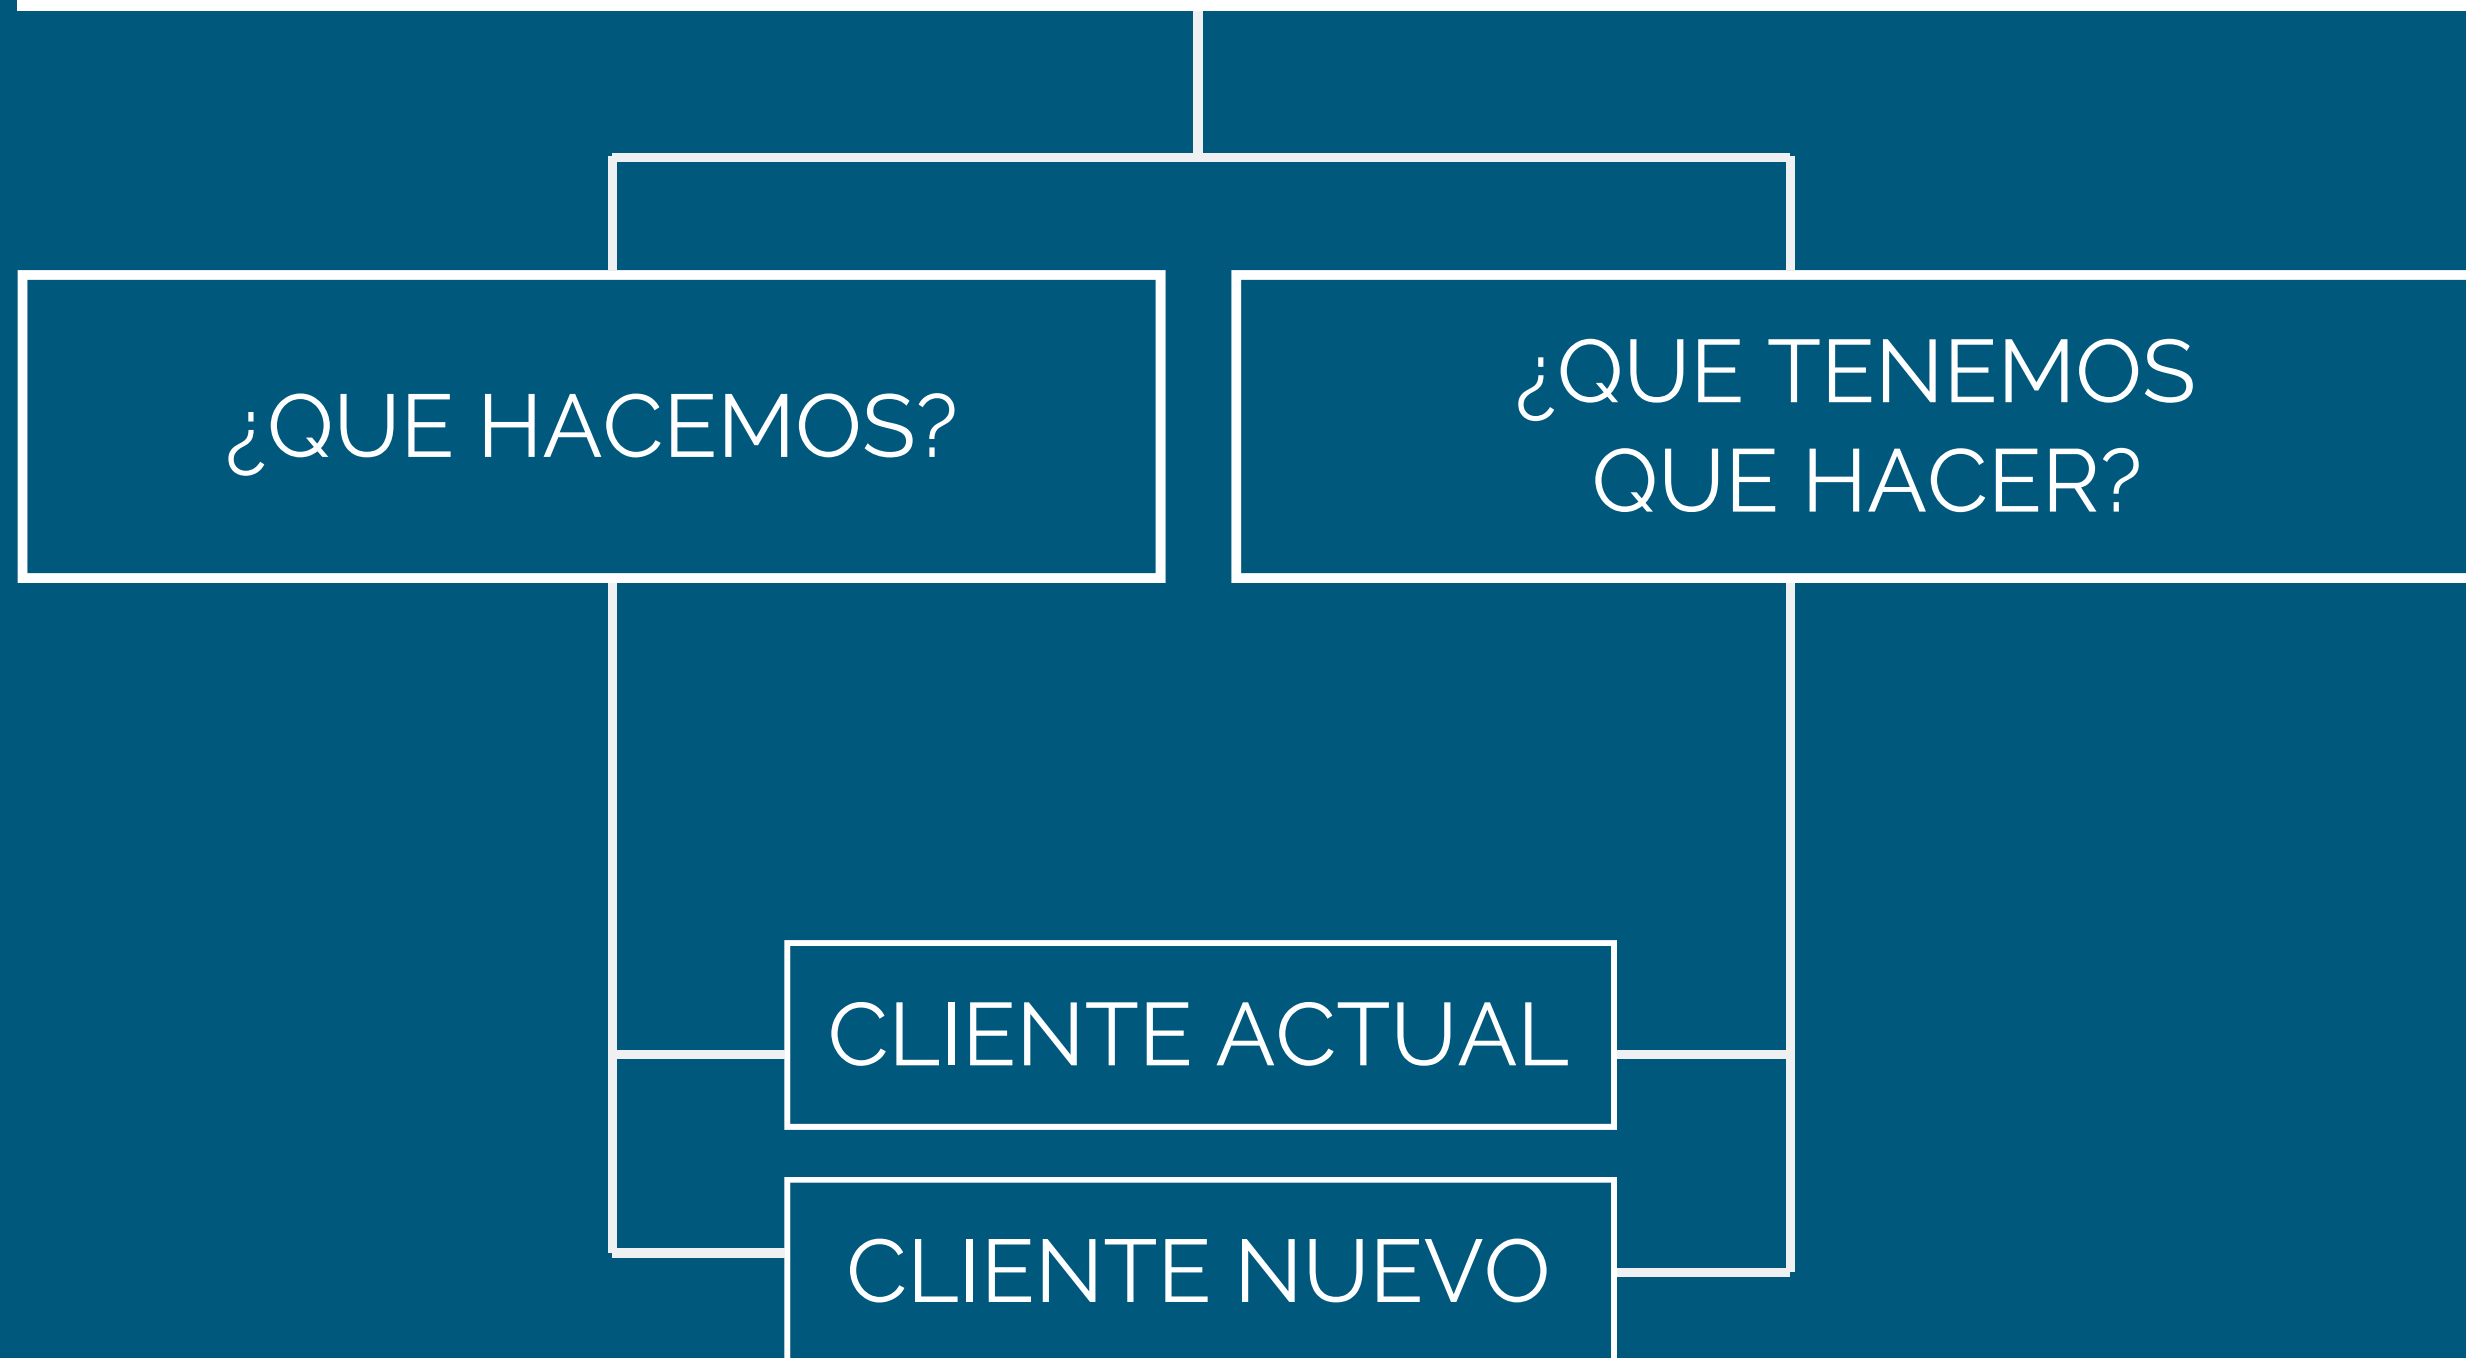 ¿QUE HACEMOS?
¿QUE TENEMOS
QUE HACER?
CLIENTE ACTUAL
CLIENTE NUEVO